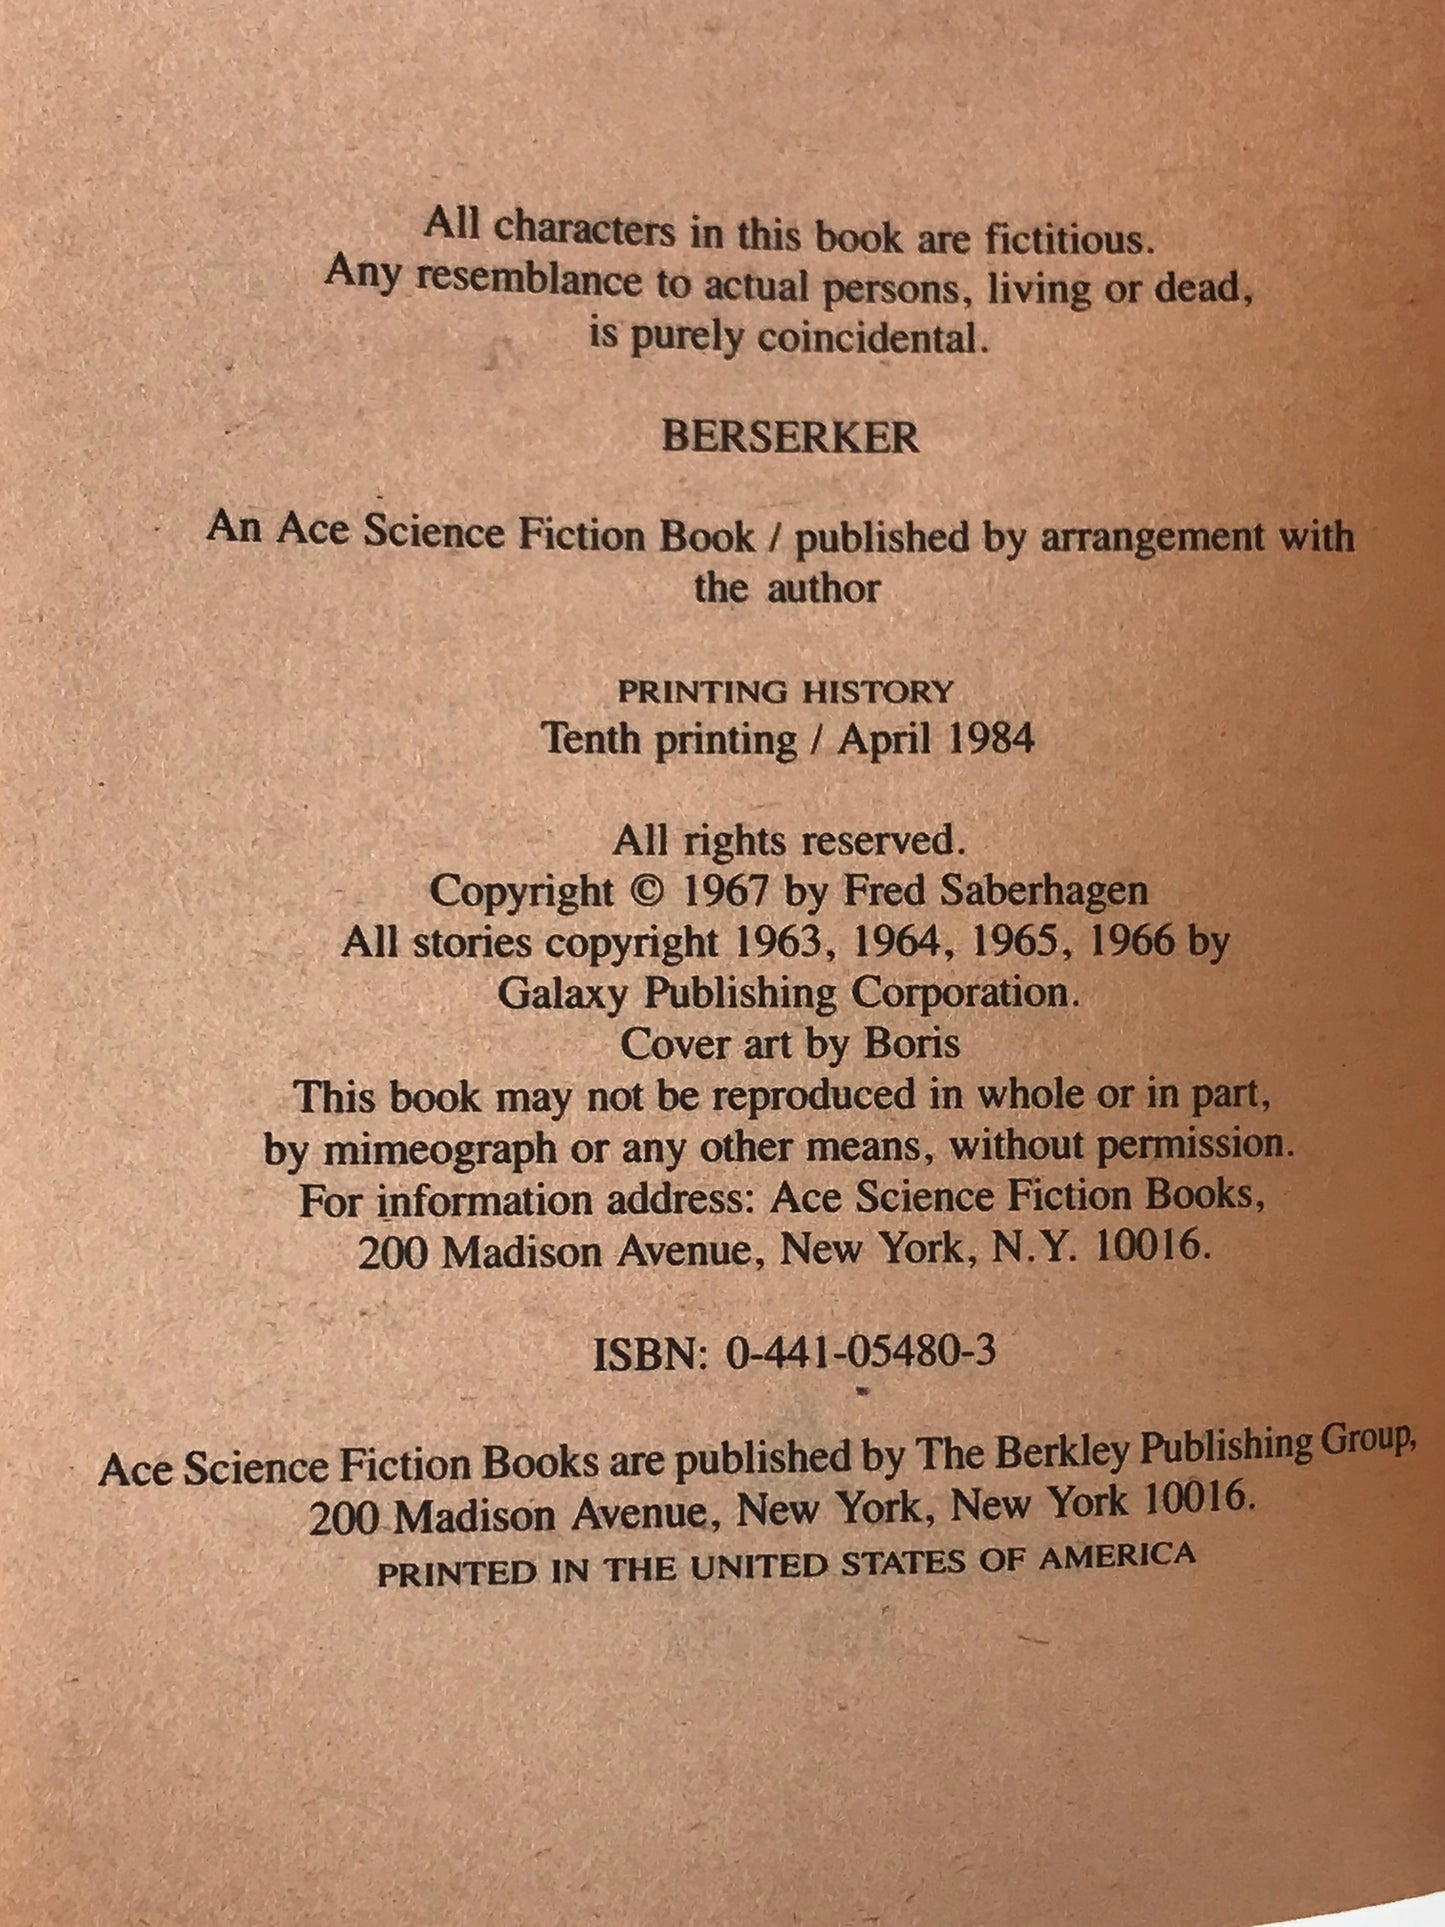 All characters in this book are fictitious.
Any resemblance to actual persons, living or dead,
is purely coincidental.
BERSERKER
An Ace Science Fiction Book / published by arrangement with
the author
PRINTING HISTORY
Tenth printing / April 1984
All rights reserved.
Copyright © 1967 by Fred Saberhagen
All stories copyright 1963, 1964, 1965, 1966 by
Galaxy Publishing Corporation.
Cover art by Boris
This book may not be reproduced in whole or in part,
by mimeograph or any other means, without permission.
For information address: Ace Science Fiction Books,
200 Madison Avenue, New York, N.Y. 10016.
ISBN: 0-441-05480-3
Ace Science Fiction Books are published by The Berkley Publishing Group,
200 Madison Avenue, New York, New York 10016.
PRINTED IN THE UNITED STATES OF AMERICA